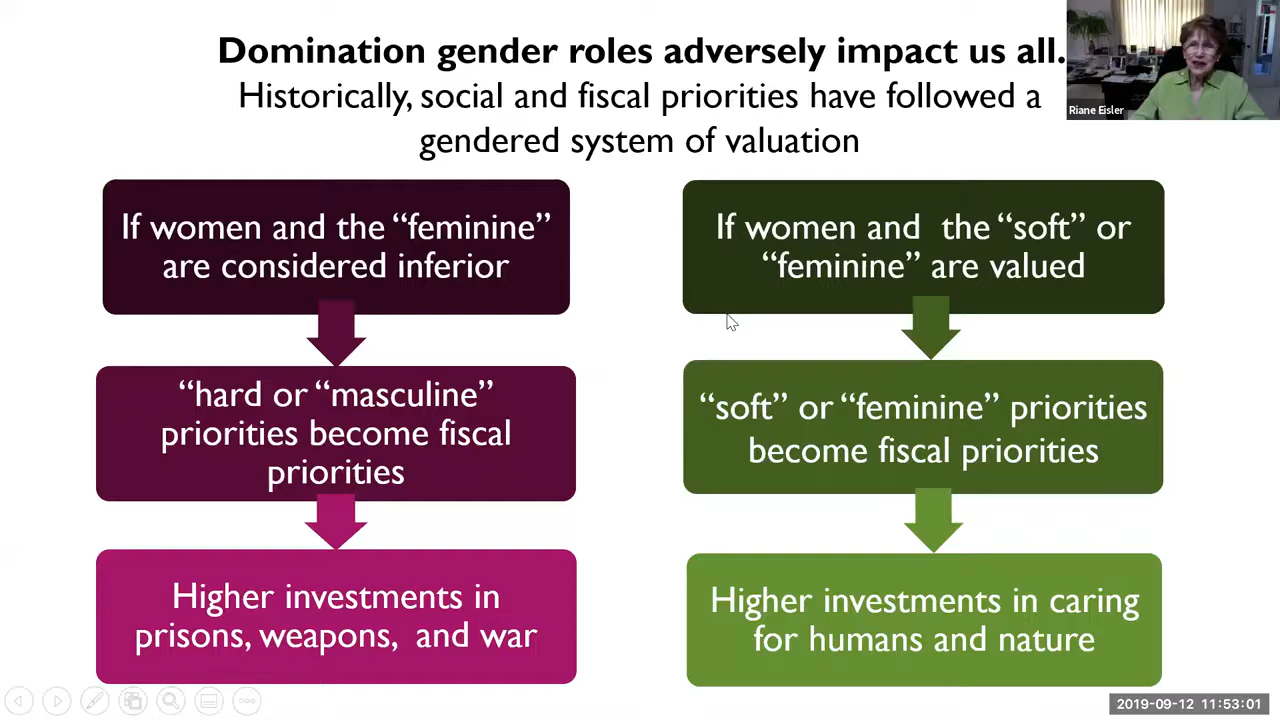 Domination gender roles adversely impact us all.
Historically, social and fiscal priorities have followed a
gendered system of valuation
Riane Eisler
If women and the “feminine”
are considered inferior
“hard or “masculine”
priorities become fiscal
priorities
Higher investments in
prisons, weapons, and war
If women and the “soft” or
“feminine” are valued
“soft” or “feminine” priorities
become fiscal priorities
Higher investments in caring
for humans and nature
2019-09-12 11:53:01